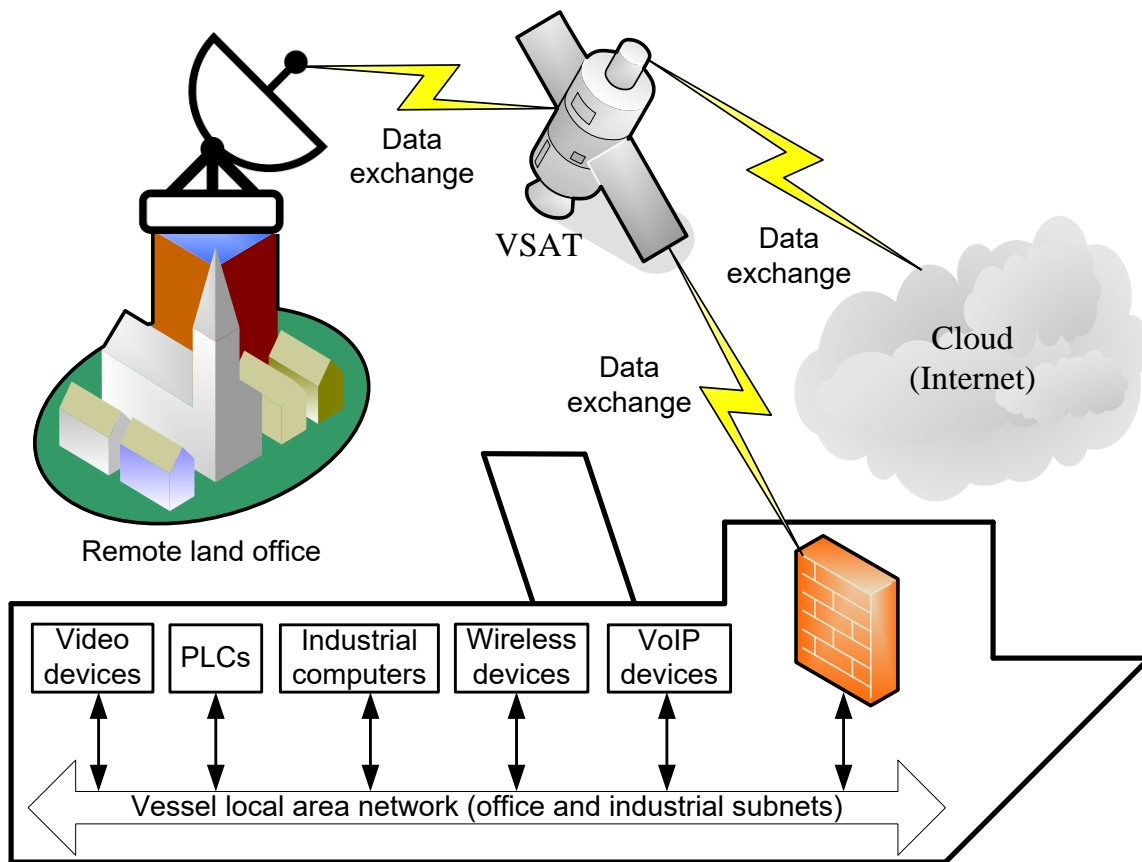 Data
exchange
VSAT
Data
exchange
Cloud
(Internet)
Data
exchange
Remote land office
Video
devices
PLCs
Industrial
computers
Wireless
devices
VoIP
devices
Vessel local area network (office and industrial subnets)